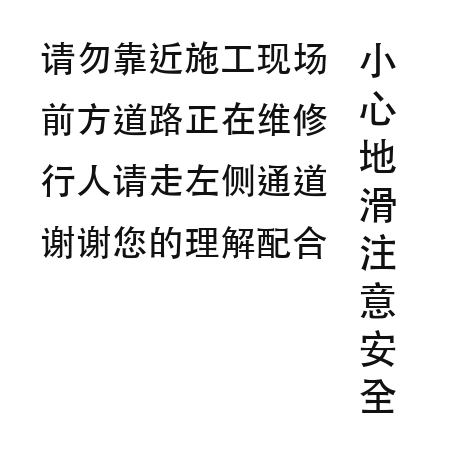 请勿靠近施工现场
前方道路正在维修
行人请走左侧通道
谢谢您的理解配合
小心地滑注意安全